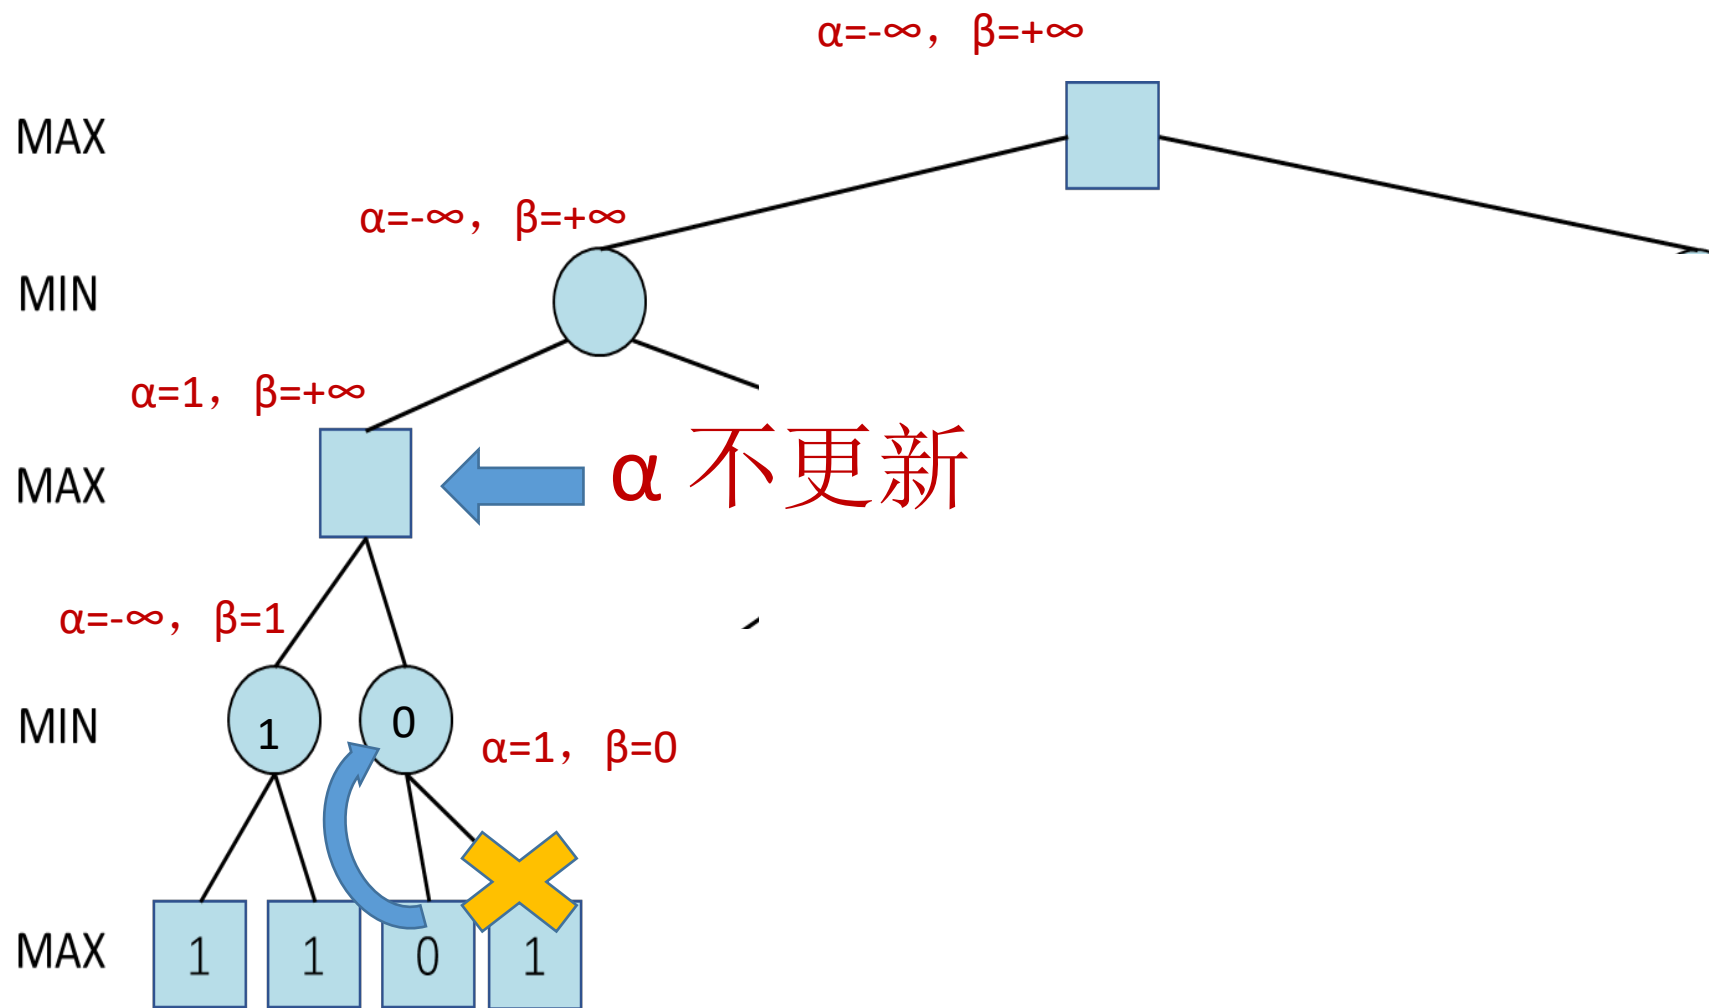 α=-∞，β=+∞
MAX
α=-∞，β=+∞
MIN
α=1，β=+∞
MAX
α 不更新
α=-∞，β=1
MIN
1
0
α=1，β=0
MAX
1
1
0
1